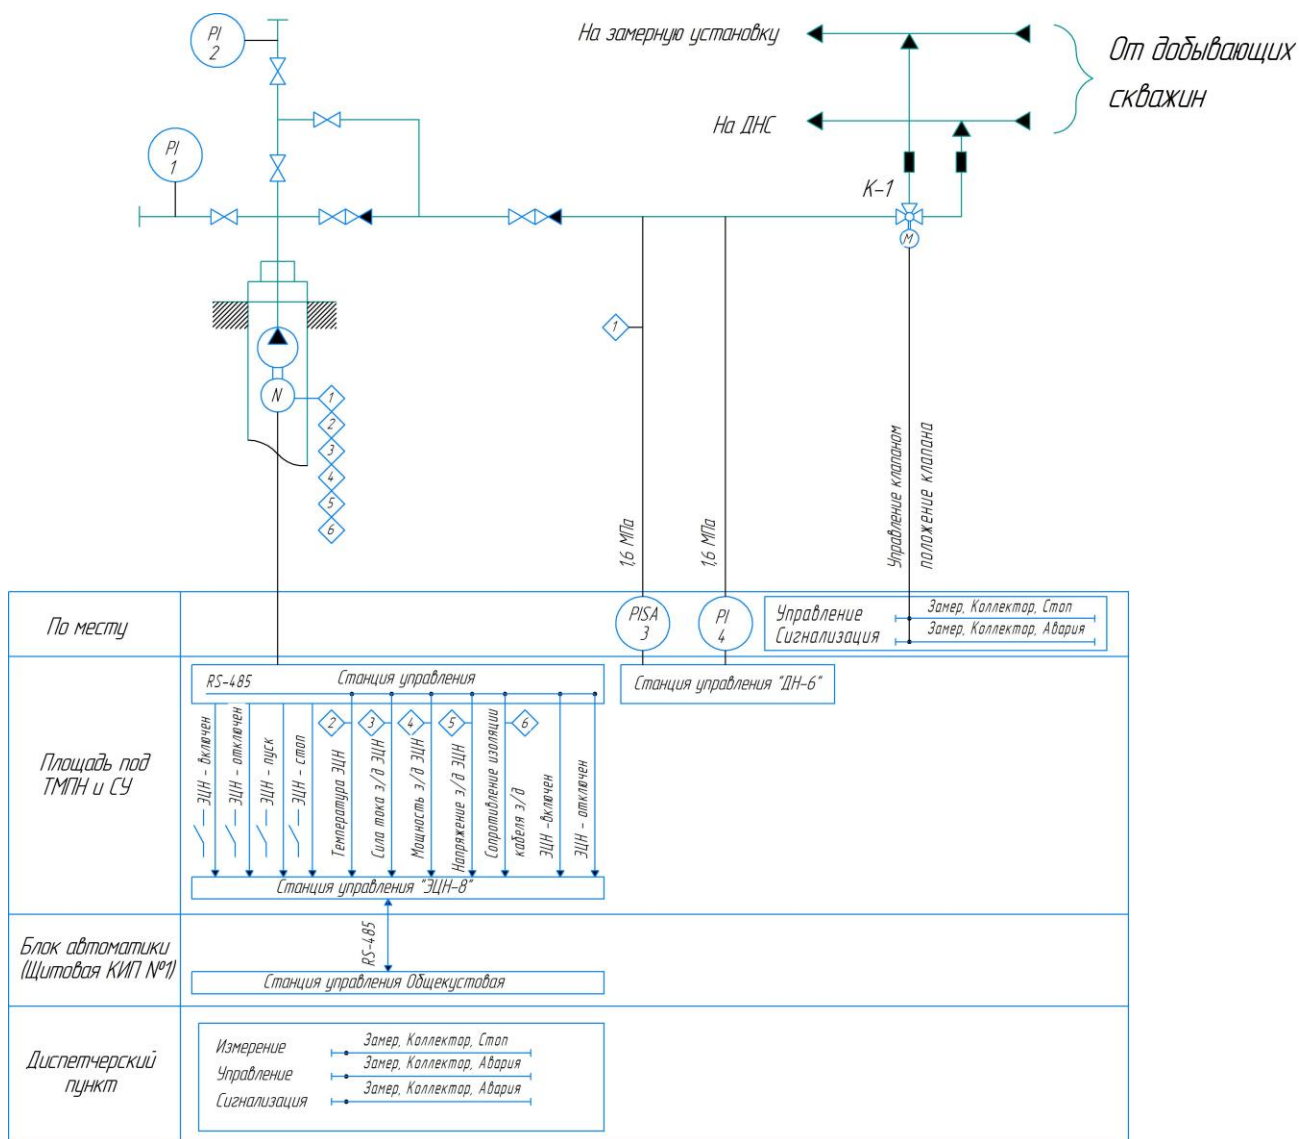 PI
2
На замерную установку
От добывающих
скважин
На ДНС
PI
1
К-1
М
1
N
1
2
3
4
5
6
Управление клапаном
положение клапана
1,6 МПа
1,6 МПа
По месту
PISA
3
PI
4
Управление
Замер, Коллектор, Стоп
Сигнализация
Замер, Коллектор, Авария
Площадь под
ТМПН и СУ
RS-485
Станция управления
Станция управления "ДН-6"
2
3
4
5
6
ЭЦН - включен
ЭЦН - отключен
ЭЦН - пуск
ЭЦН - стоп
Температура ЭЦН
Сила тока э/д ЭЦН
Мощность э/д ЭЦН
Напряжение э/д ЭЦН
Сопротивление изоляции
кабеля э/д
ЭЦН -включен
ЭЦН - отключен
Станция управления "ЭЦН-8"
Блок автоматики
(Щитовая КИП №1)
RS-485
Станция управления Общекустовая
Диспетчерский
пункт
Измерение
Замер, Коллектор, Стоп
Управление
Замер, Коллектор, Авария
Сигнализация
Замер, Коллектор, Авария